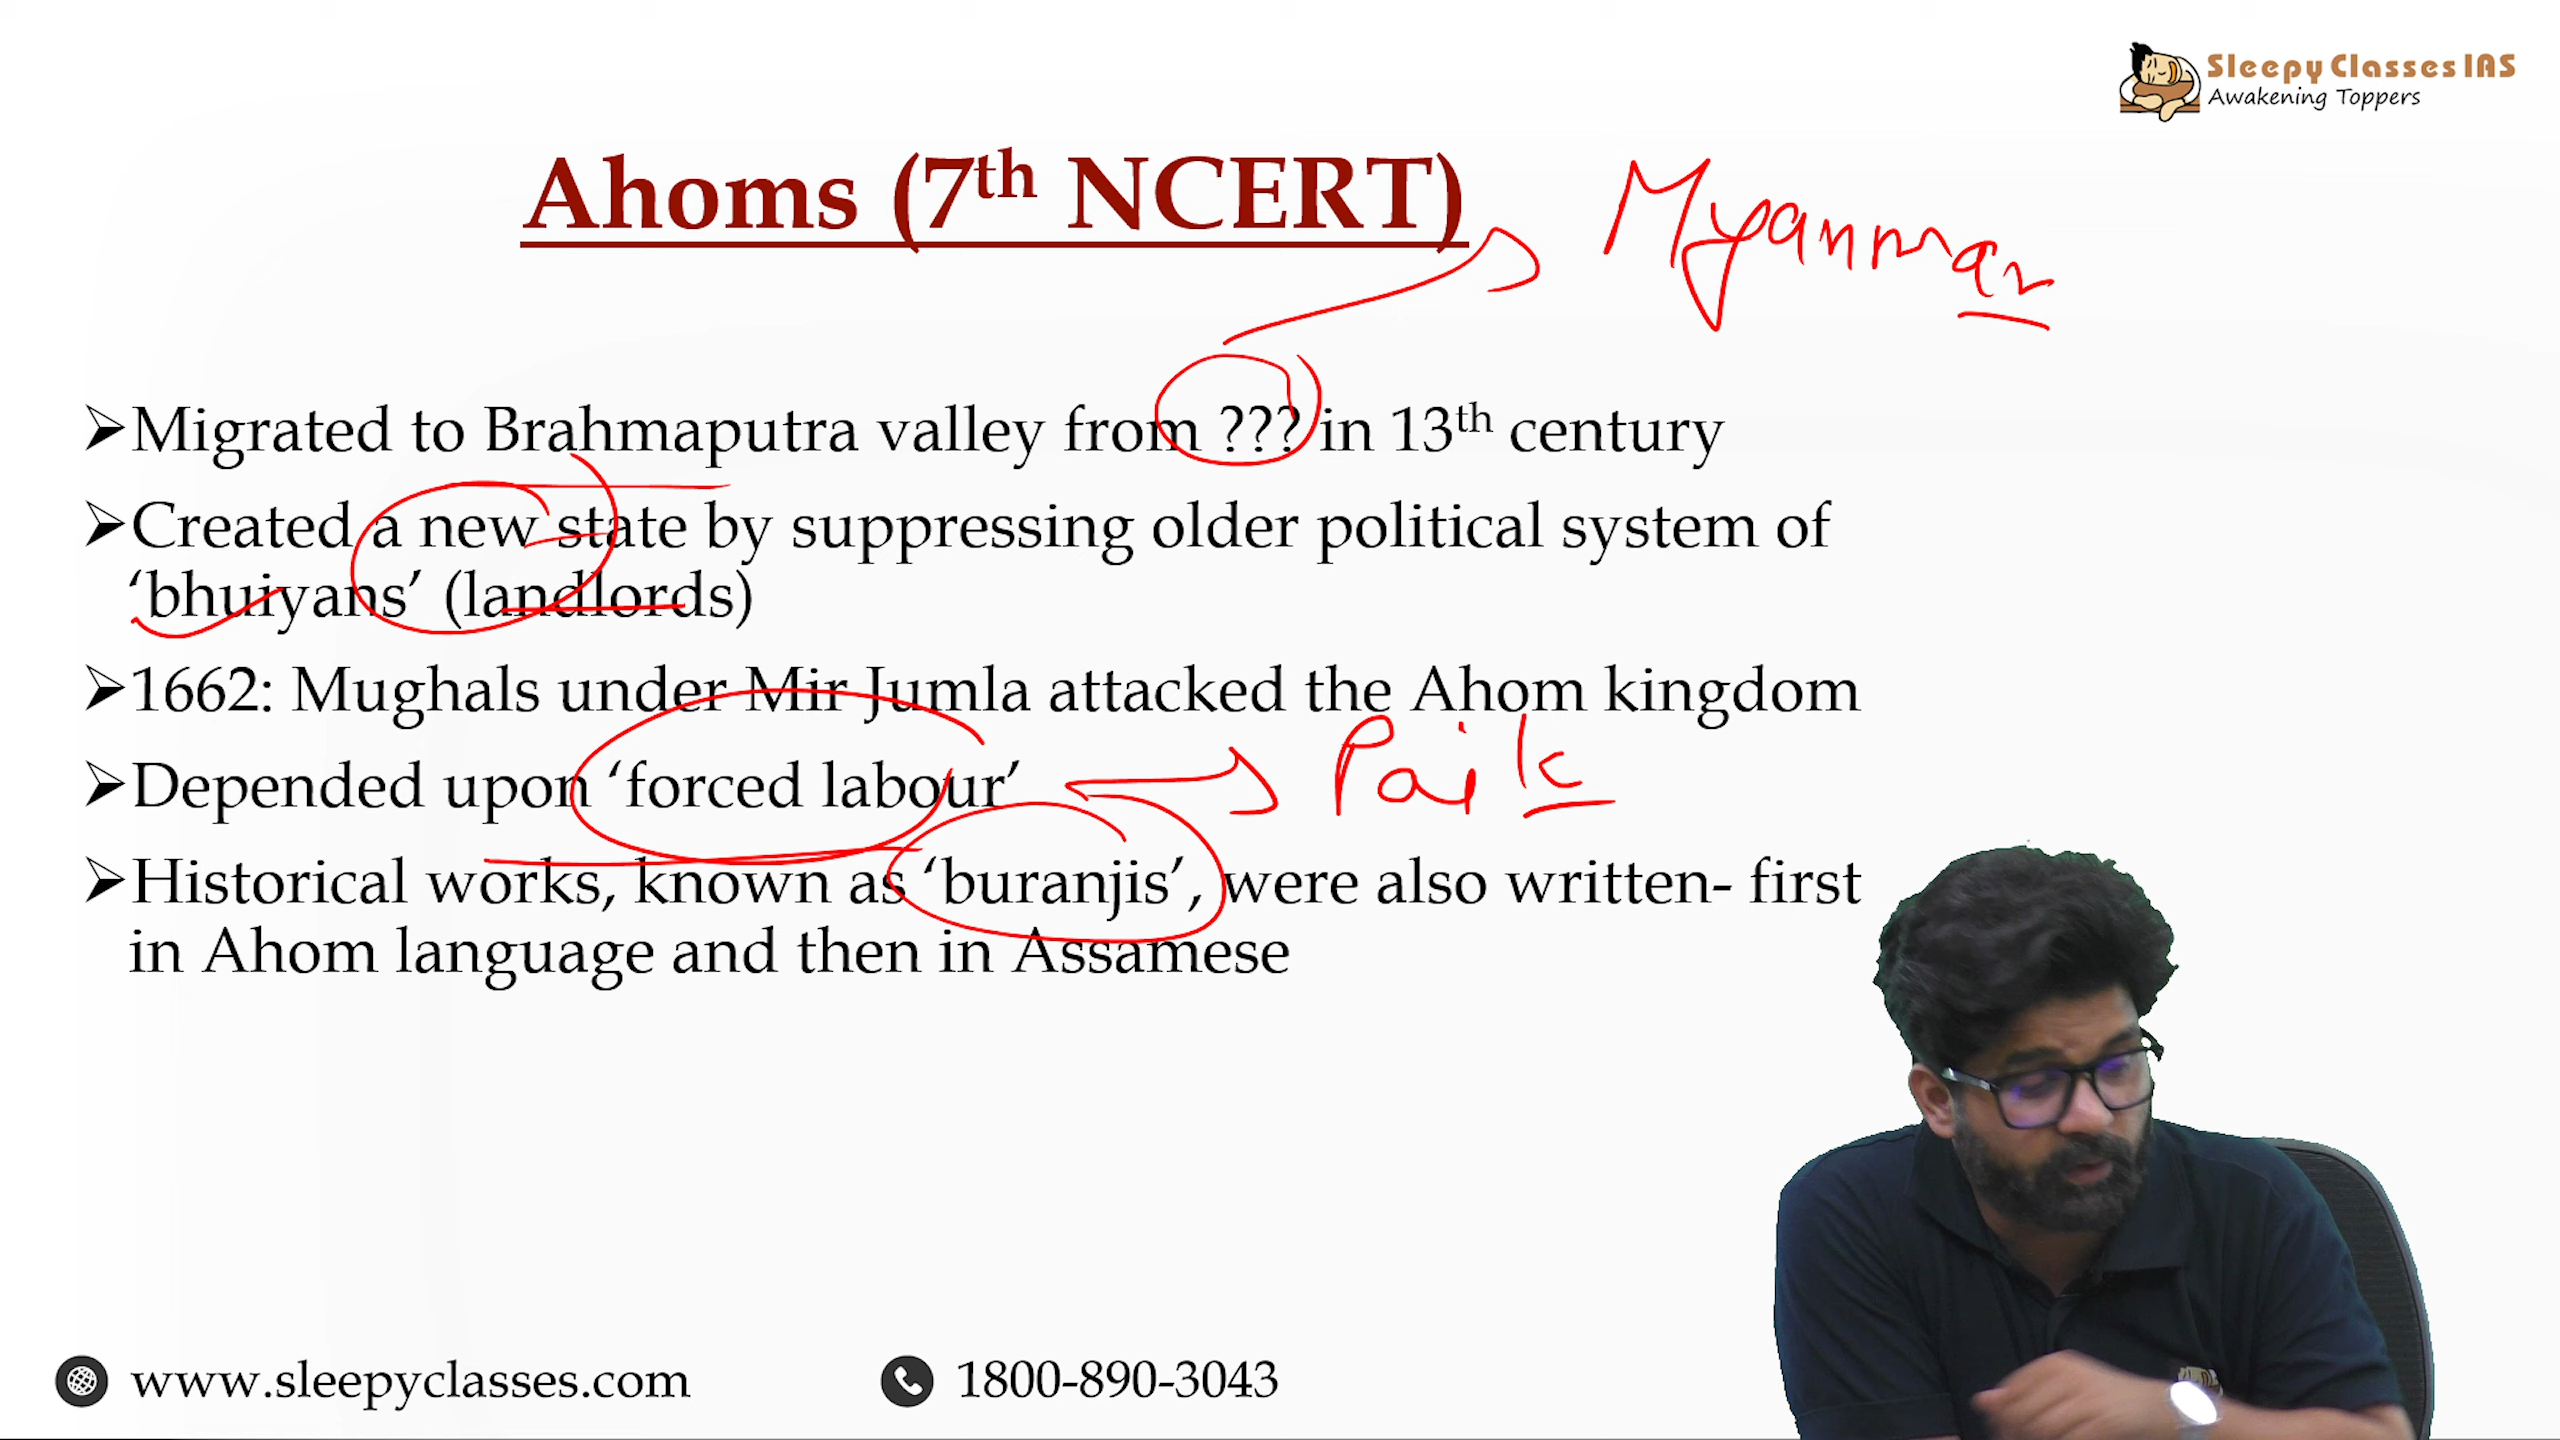 Sleepy Classes IAS
Awakening Toppers
Ahoms (7th NCERT)
Myanmar
➢Migrated to Brahmaputra valley from ??? in 13th century
➢Created a new state by suppressing older political system of
‘bhuiyans’ (landlords)
➢1662: Mughals under Mir Jumla attacked the Ahom kingdom
➢Depended upon ‘forced labour’
Paik
➢Historical works, known as ‘buranjis’, were also written- first
in Ahom language and then in Assamese
www.sleepyclasses.com
1800-890-3043